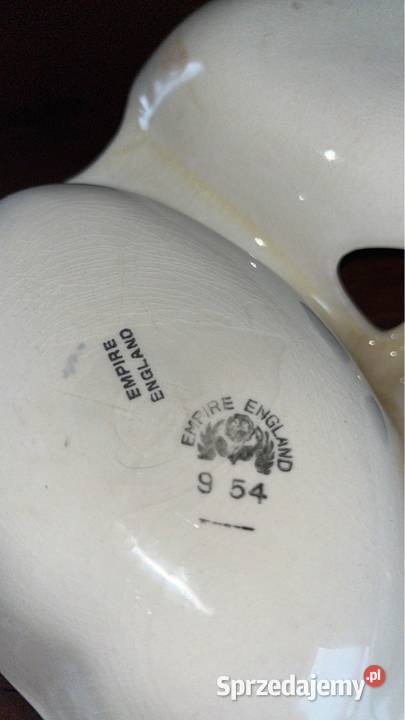 EMPIRE
ENGLAND
EMPIRE ENGLAND
9 54
Sprzedajemy.pl